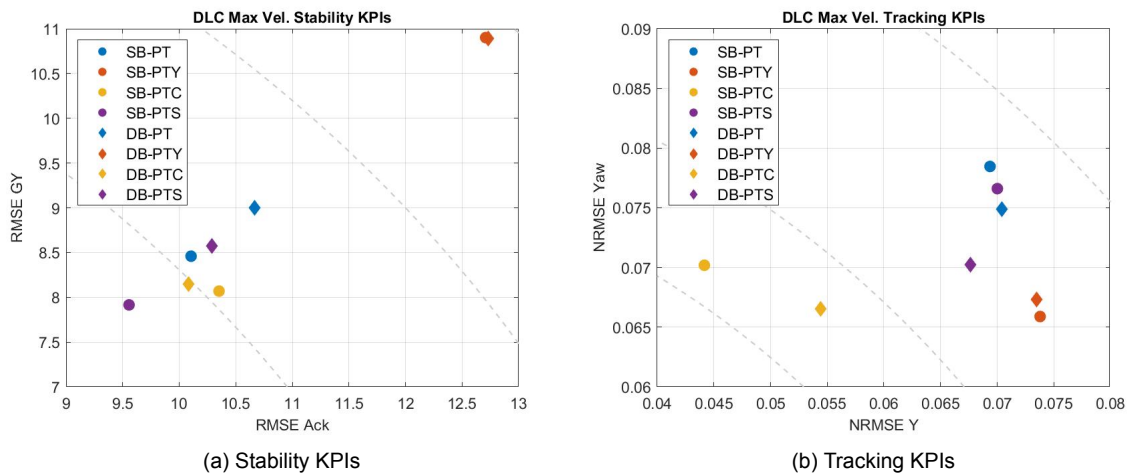 DLC Max Vel. Stability KPIs
11
10.5
10
9.5
9
8.5
8
7.5
7
RMSE GY
SB-PT
SB-PTY
SB-PTC
SB-PTS
DB-PT
DB-PTY
DB-PTC
DB-PTS
9 9.5 10 10.5 11 11.5 12 12.5 13
RMSE Ack
(a) Stability KPIs
DLC Max Vel. Tracking KPIs
0.09
0.085
0.08
0.075
0.07
0.065
0.06
NRMSE Yaw
SB-PT
SB-PTY
SB-PTC
SB-PTS
DB-PT
DB-PTY
DB-PTC
DB-PTS
0.04 0.045 0.05 0.055 0.06 0.065 0.07 0.075 0.08
NRMSE Y
(b) Tracking KPIs